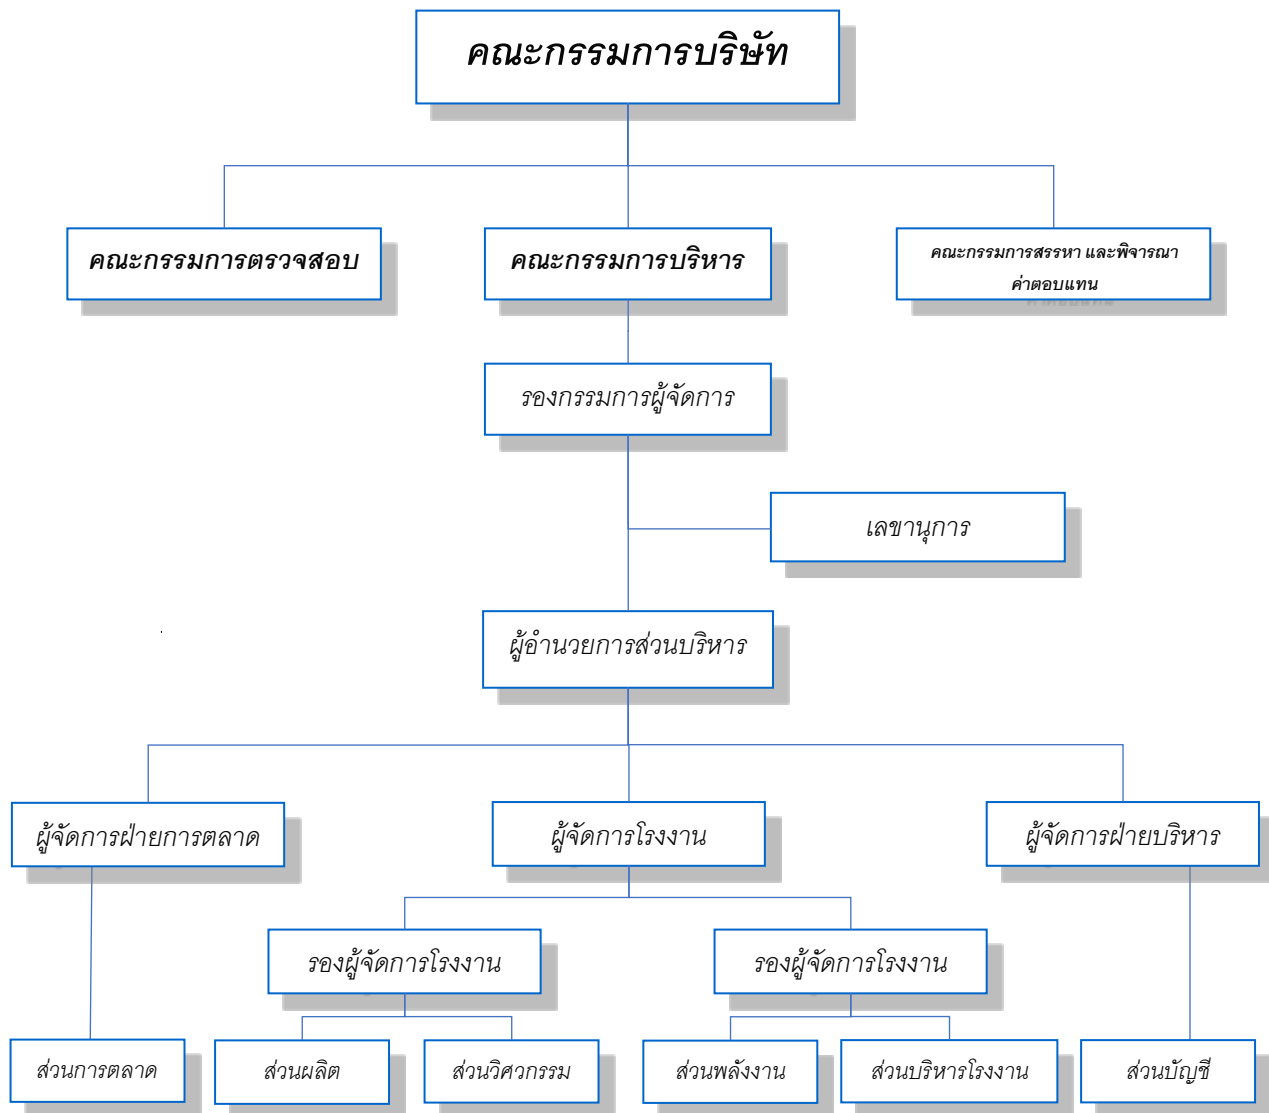 คณะกรรมการบริษัท
คณะกรรมการตรวจสอบ
คณะกรรมการบริหาร
คณะกรรมการสรรหา และพิจารณา
ค่าตอบแทน
รองกรรมการผู้จัดการ
เลขานุการ
ผู้อำนวยการส่วนบริหาร
ผู้จัดการฝ่ายการตลาด
ผู้จัดการโรงงาน
ผู้จัดการฝ่ายบริหาร
รองผู้จัดการโรงงาน
รองผู้จัดการโรงงาน
ส่วนการตลาด
ส่วนผลิต
ส่วนวิศวกรรม
ส่วนพลังงาน
ส่วนบริหารโรงงาน
ส่วนบัญชี